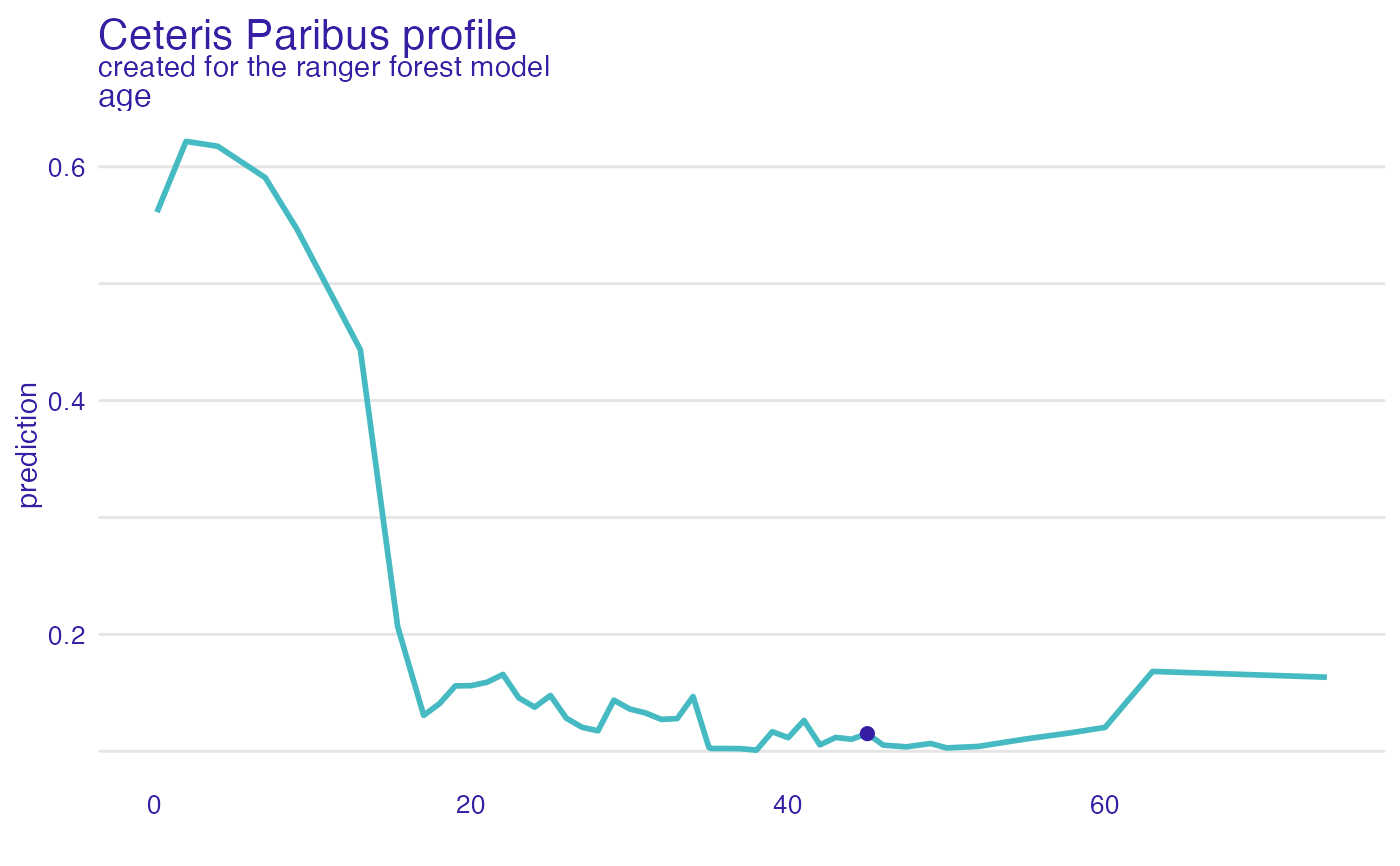 Ceteris Paribus profile
created for the ranger forest model
age
0.6
0.4
0.2
prediction
0 20 40 60